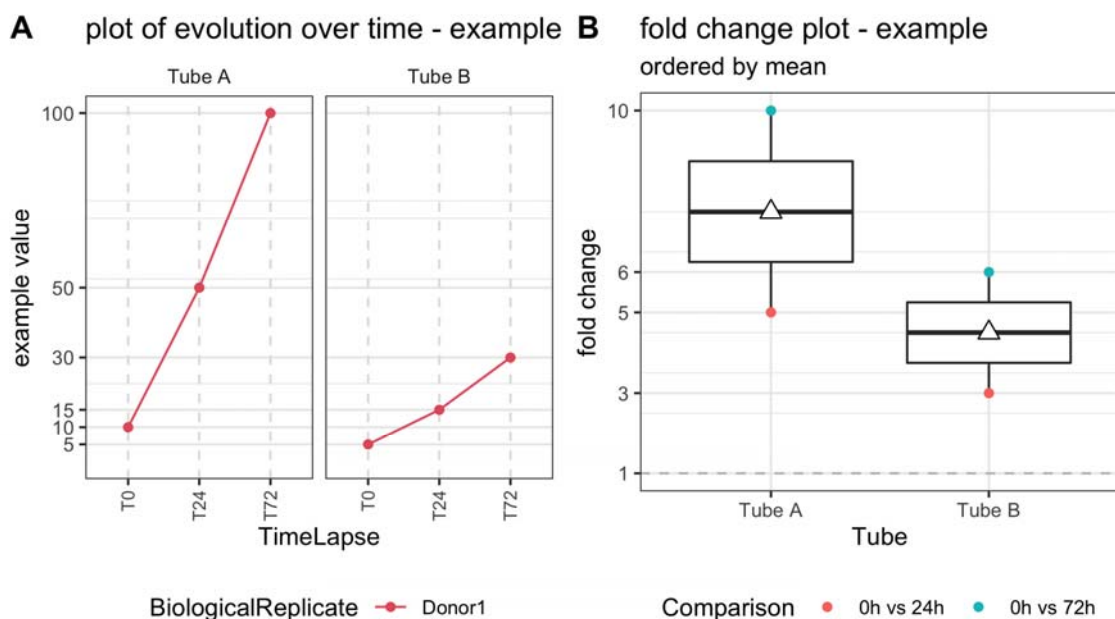 A plot of evolution over time - example
Tube A Tube B
100
50
30
15
10
5
example value
T0 T24 T72 T0 T24 T72
TimeLapse
BiologicalReplicate Donor1
B fold change plot - example
ordered by mean
10
6
5
3
1
fold change
Tube A Tube B
Tube
Comparison 0h vs 24h 0h vs 72h